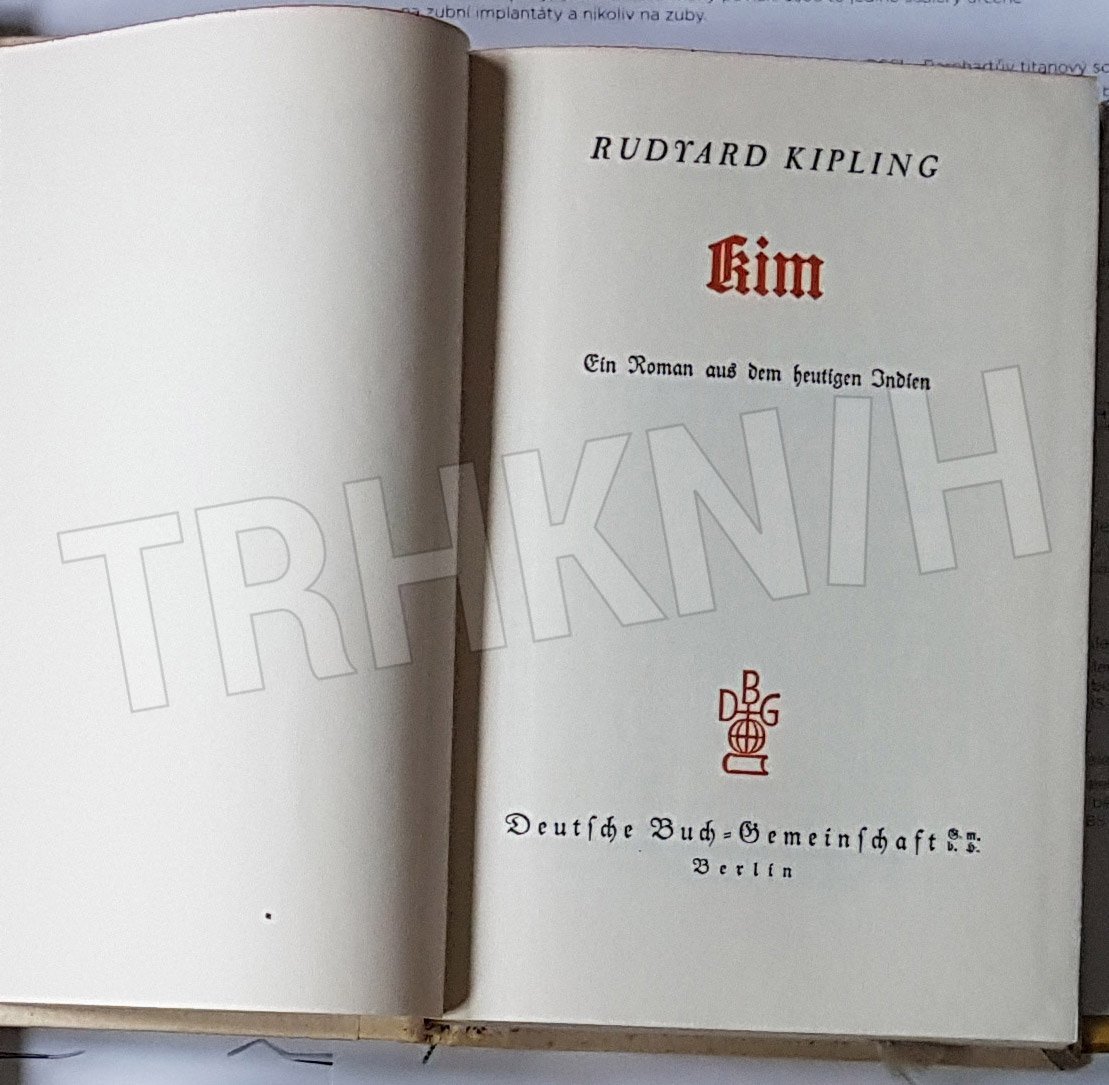 zubní implantáty a nikoliv na zuby.
titanový
RUDYARD KIPLING
Kim
Ein Roman aus dem heutigen Indien
TRHKNIH
DBG
Deutſche Buch-Gemeinſchaft G. m. b. H.
Berlin